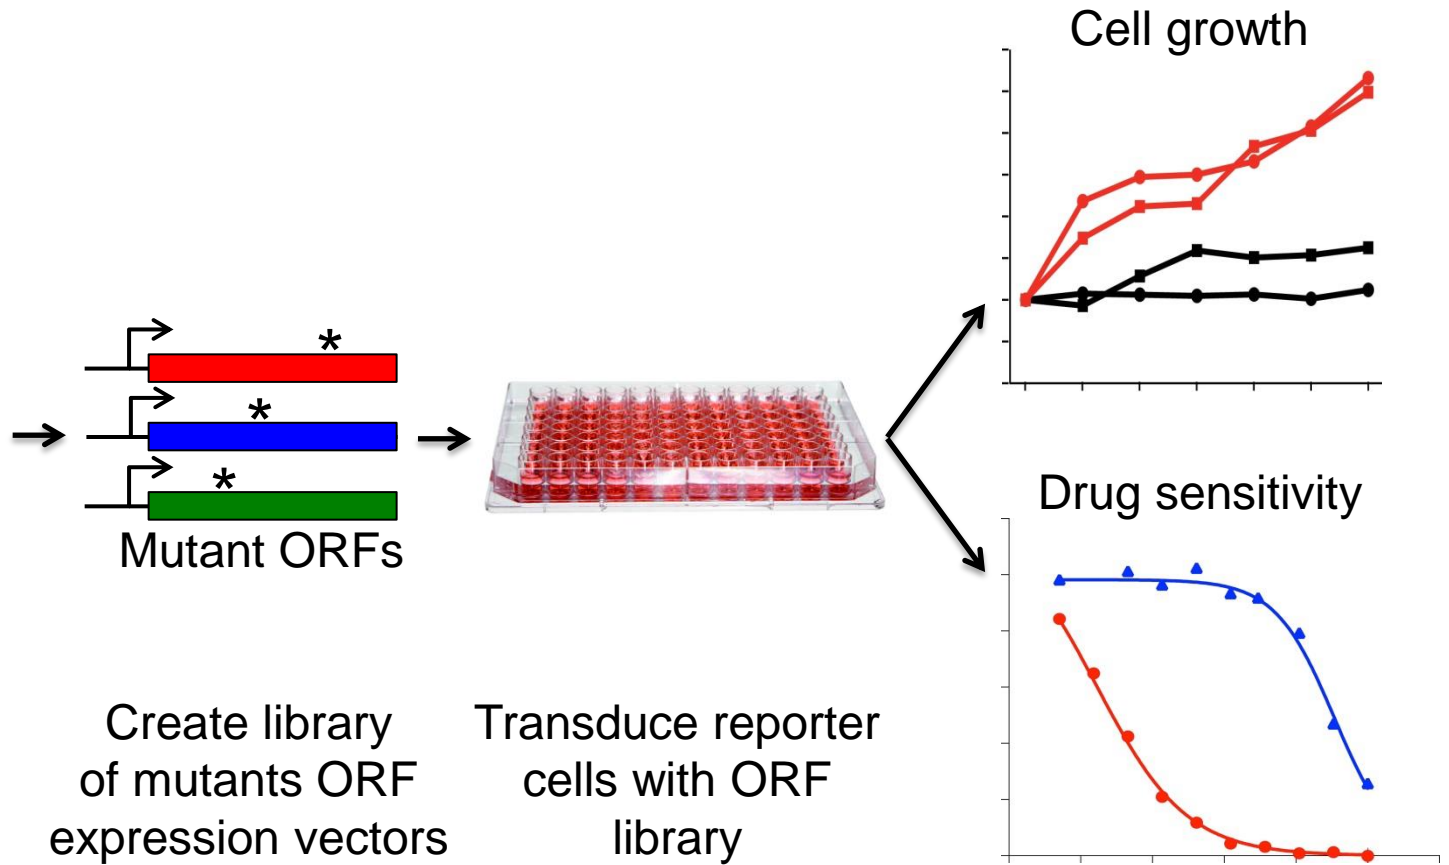 Cell growth
*
*
*
Mutant ORFs
Drug sensitivity
Create library
of mutants ORF
expression vectors
Transduce reporter
cells with ORF
library